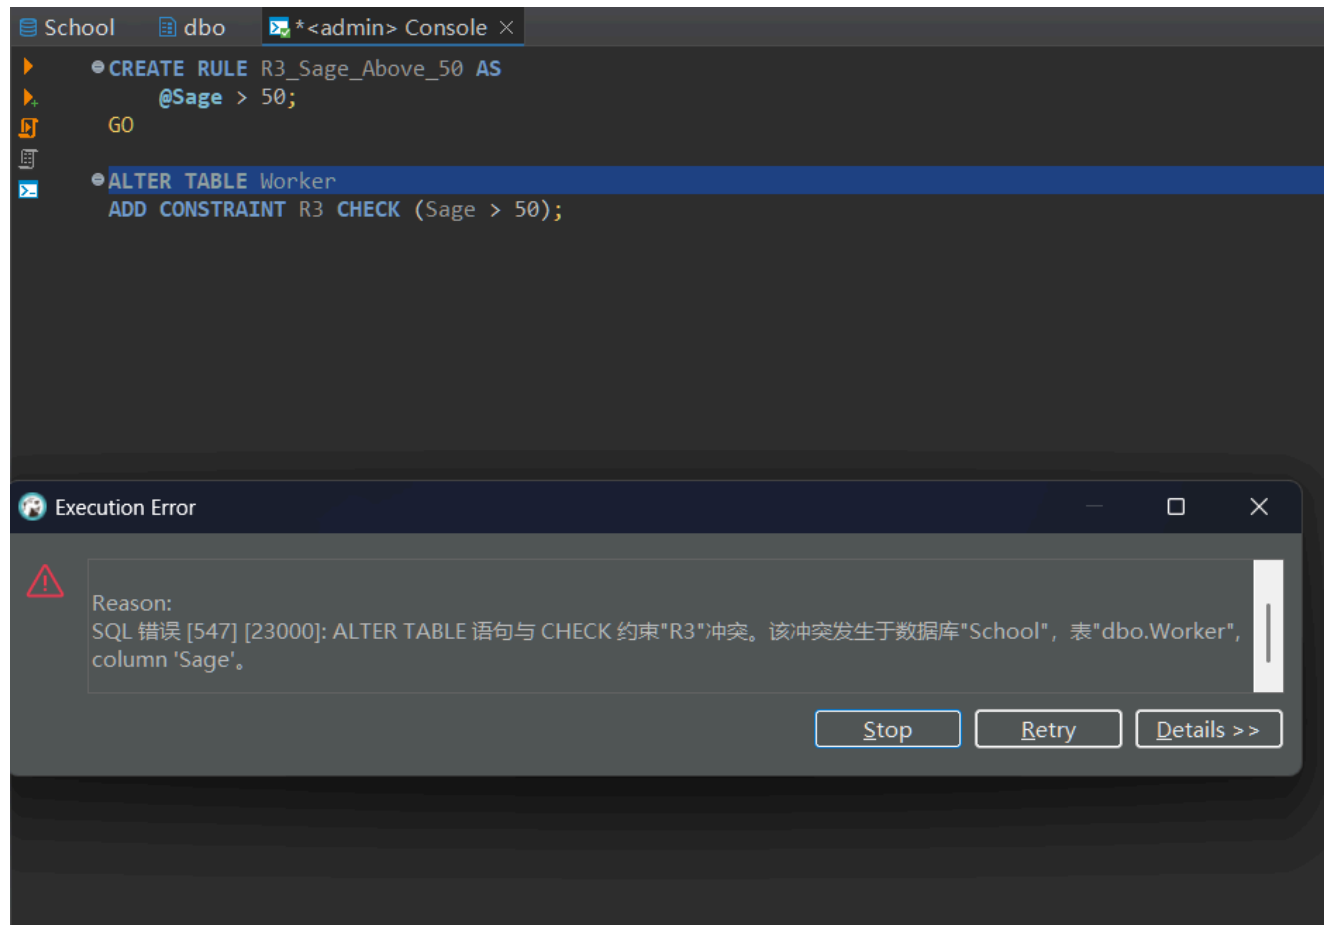 School dbo *<admin> Console
CREATE RULE R3_Sage_Above_50 AS
@Sage > 50;
GO
ALTER TABLE Worker
ADD CONSTRAINT R3 CHECK (Sage > 50);
Execution Error
Reason:
SQL 错误 [547] [23000]: ALTER TABLE 语句与 CHECK 约束"R3"冲突。该冲突发生于数据库"School"，表"dbo.Worker",
column 'Sage'。
Stop Retry Details >>